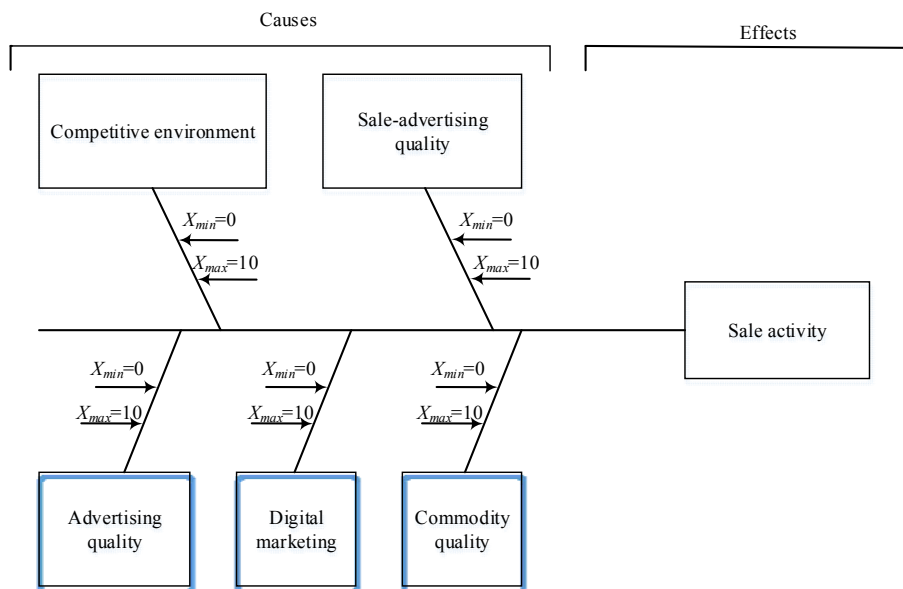 Causes
Effects
Competitive environment
Sale-advertising
quality
Xmin=0
Xmax=10
Xmin=0
Xmax=10
Sale activity
Xmin=0
Xmax=10
Xmin=0
Xmax=10
Xmin=0
Xmax=10
Advertising
quality
Digital
marketing
Commodity
quality